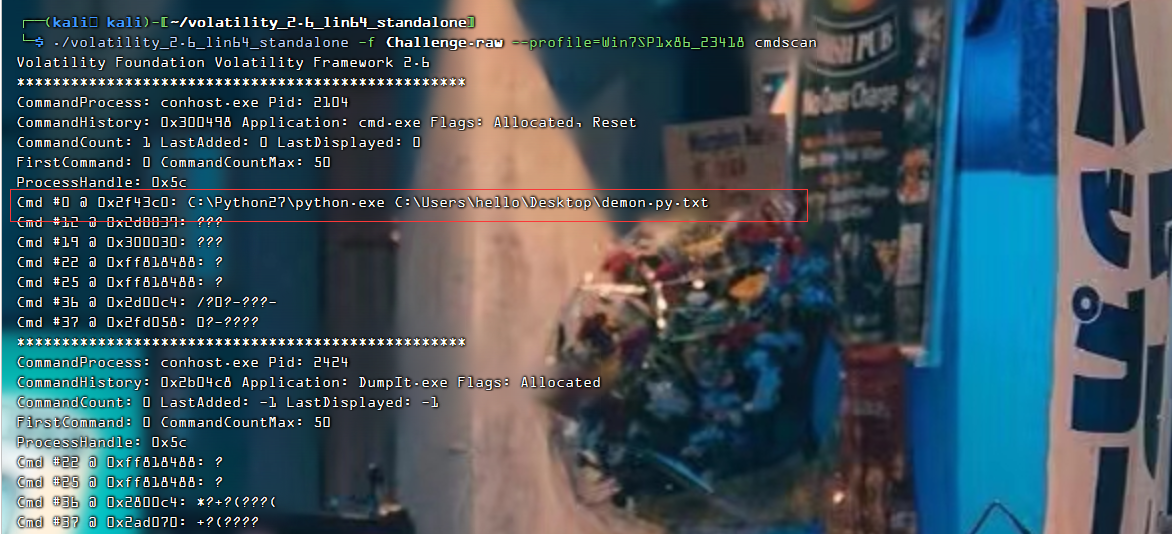 ┌──(kali㉿ kali)-[~/volatility_2.6_lin64_standalone]
└─$ ./volatility_2.6_lin64_standalone -f Challenge.raw --profile=Win7SP1x86_23418 cmdscan
Volatility Foundation Volatility Framework 2.6
**************************************************
CommandProcess: conhost.exe Pid: 2104
CommandHistory: 0x300498 Application: cmd.exe Flags: Allocated, Reset
CommandCount: 1 LastAdded: 0 LastDisplayed: 0
FirstCommand: 0 CommandCountMax: 50
ProcessHandle: 0x5c
Cmd #0 @ 0x2f43c0: C:\Python27\python.exe C:\Users\hello\Desktop\demon.py.txt
Cmd #12 @ 0x2d0039: ???
Cmd #19 @ 0x300030: ???
Cmd #22 @ 0xff818488: ?
Cmd #25 @ 0xff818488: ?
Cmd #36 @ 0x2d00c4: /?0?-???-
Cmd #37 @ 0x2fd058: 0?-????
**************************************************
CommandProcess: conhost.exe Pid: 2424
CommandHistory: 0x2b04c8 Application: DumpIt.exe Flags: Allocated
CommandCount: 0 LastAdded: -1 LastDisplayed: -1
FirstCommand: 0 CommandCountMax: 50
ProcessHandle: 0x5c
Cmd #22 @ 0xff818488: ?
Cmd #25 @ 0xff818488: ?
Cmd #36 @ 0x2800c4: *?+?(???(
Cmd #37 @ 0x2ad070: +?(????
PUB
No Cover Charge